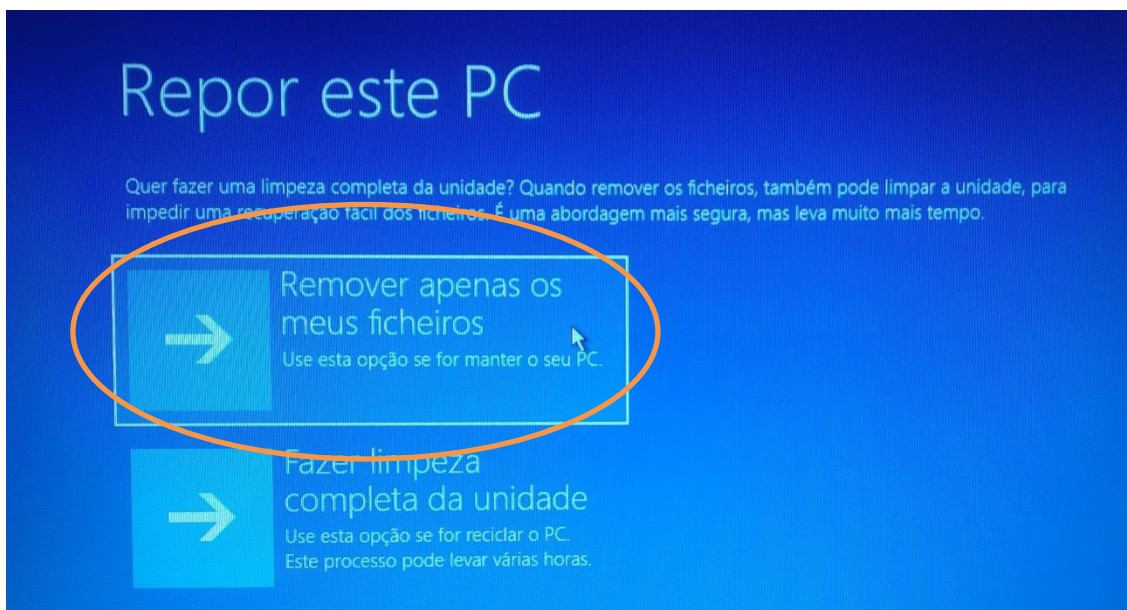 Repor este PC
Quer fazer uma limpeza completa da unidade? Quando remover os ficheiros, também pode limpar a unidade, para
impedir uma recuperação fácil dos ficheiros. É uma abordagem mais segura, mas leva muito mais tempo.
Remover apenas os
meus ficheiros
Use esta opção se for manter o seu PC.
Fazer limpeza
completa da unidade
Use esta opção se for reciclar o PC.
Este processo pode levar várias horas.